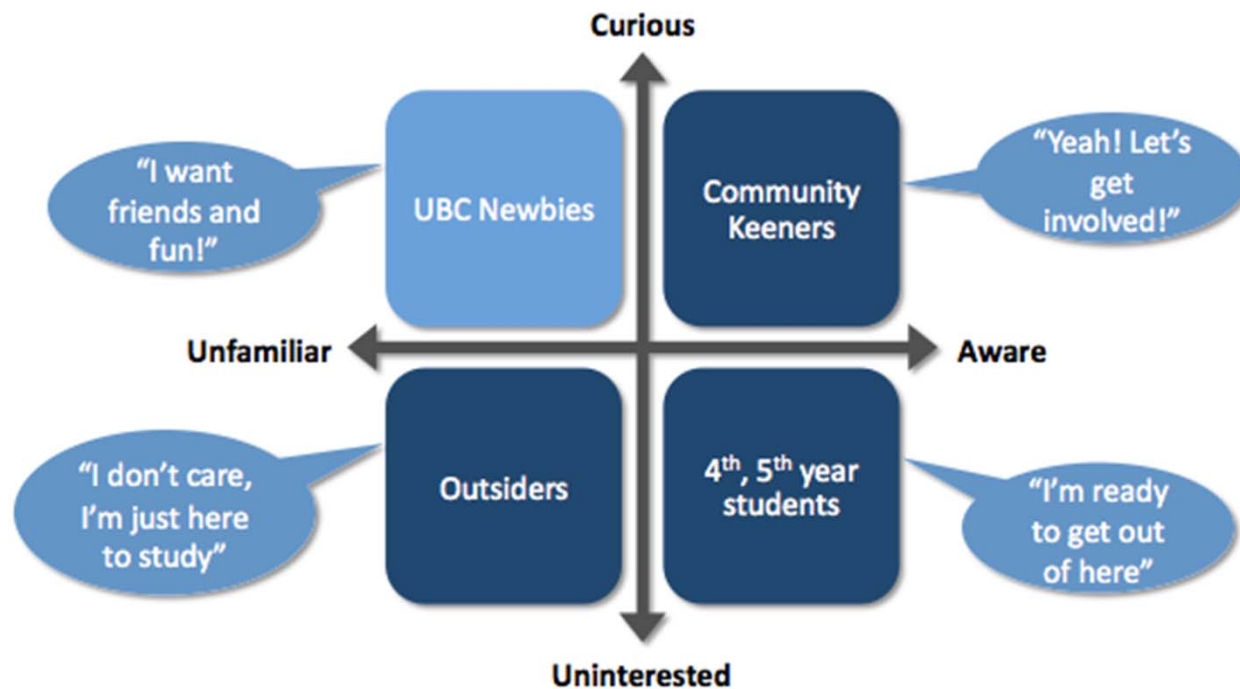 Curious
“I want
friends and
fun!”
UBC Newbies
Community
Keeners
“Yeah! Let’s
get
involved!”
Unfamiliar
Aware
“I don’t care,
I’m just here
to study”
Outsiders
4th, 5th year
students
“I’m ready
to get out
of here”
Uninterested